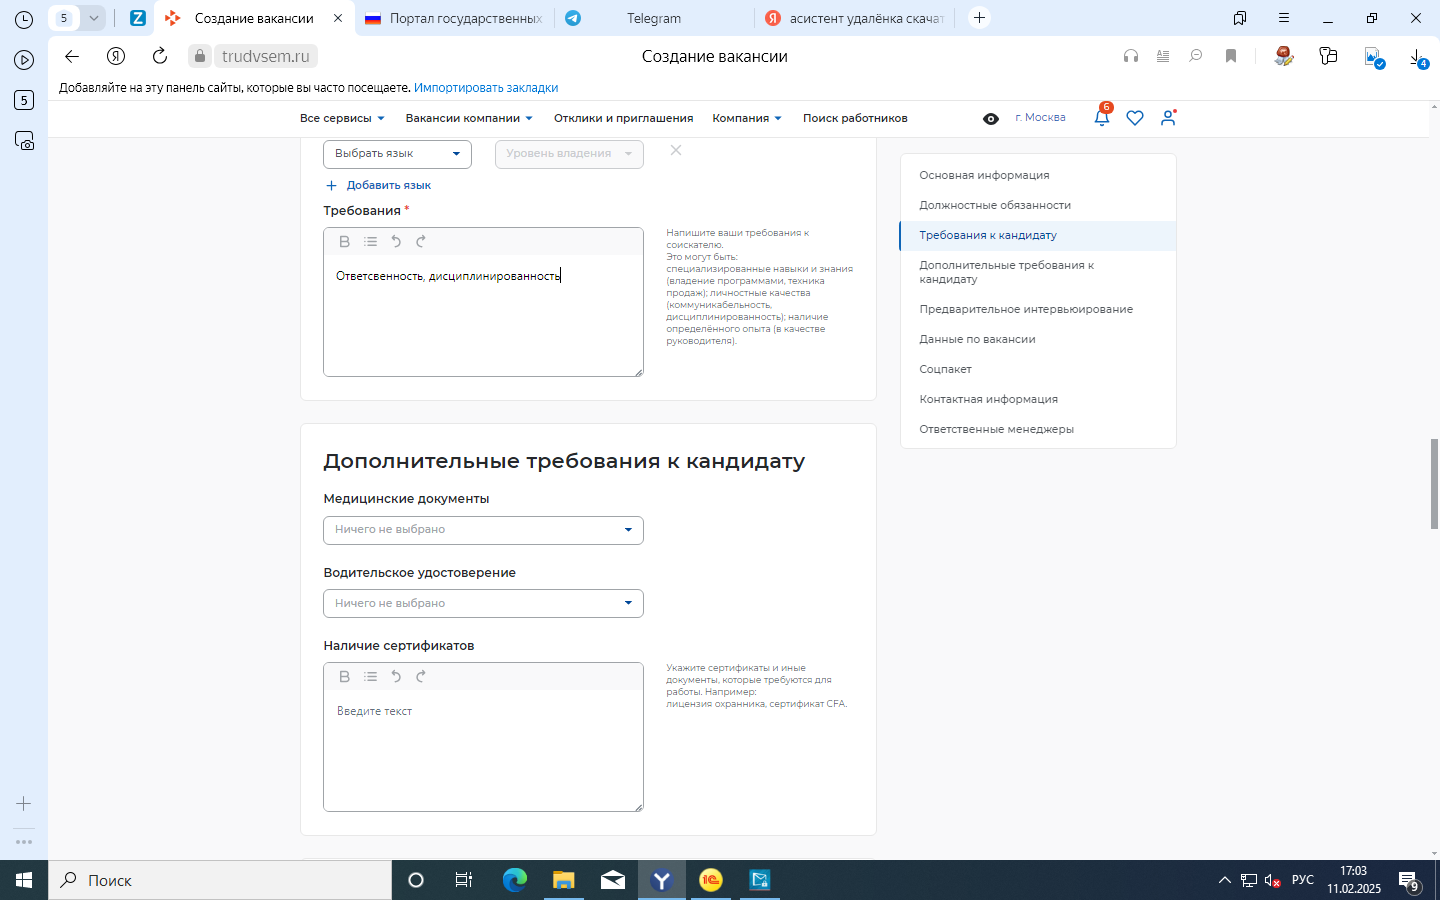 5
Создание вакансии
Портал государственных
Telegram
асистент удалёнка скачат
trudvsem.ru
Создание вакансии
4
Добавляйте на эту панель сайты, которые вы часто посещаете. Импортировать закладки
5
Все сервисы
Вакансии компании
Отклики и приглашения
Компания
Поиск работников
г. Москва
6
Выбрать язык
Уровень владения
Добавить язык
Требования *
B
Ответсвенность, дисциплинированность
Напишите ваши требования к
соискателю.
Это могут быть:
специализированные навыки и знания
(владение программами, техника
продаж); личностные качества
(коммуникабельность,
дисциплинированность); наличие
определённого опыта (в качестве
руководителя).
Дополнительные требования к кандидату
Медицинские документы
Ничего не выбрано
Водительское удостоверение
Ничего не выбрано
Наличие сертификатов
B
Введите текст
Укажите сертификаты и иные
документы, которые требуются для
работы. Например:
лицензия охранника, сертификат CFA.
Основная информация
Должностные обязанности
Требования к кандидату
Дополнительные требования к
кандидату
Предварительное интервьюирование
Данные по вакансии
Соцпакет
Контактная информация
Ответственные менеджеры
Поиск
РУС
17:03
11.02.2025
9